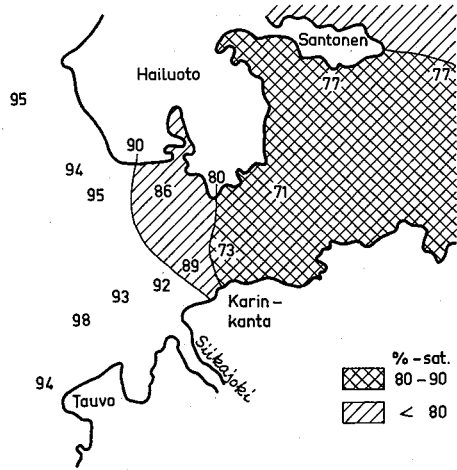 Santonen
77
77
Hailuoto
95
90
94
95
86
80
71
73
89
92
93
98
94
Karin-
kanta
Siikajoki
Tauvo
%-sat.
80-90
< 80